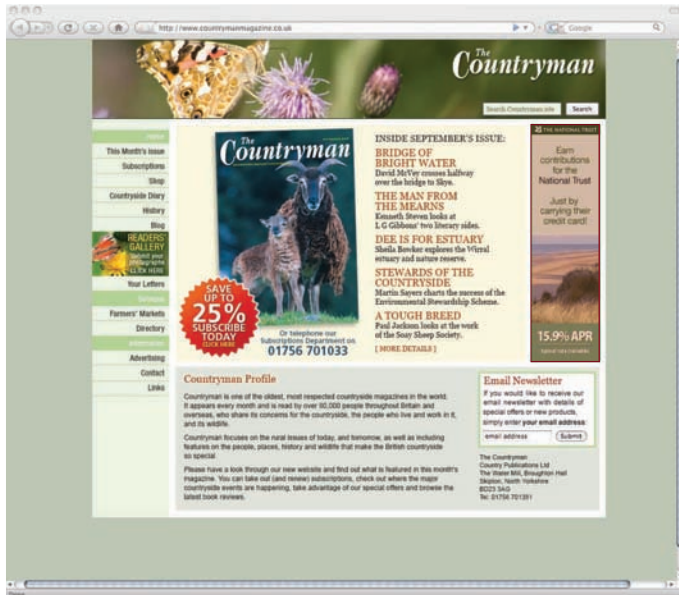 http://www.countrymanmagazine.co.uk
Google
The
Countryman
Search Countryman site
Search
Home
This Month's Issue
Subscriptions
Shop
Countryside Diary
History
Blog
READERS'
GALLERY
Submit your
photographs
CLICK HERE
Your Letters
Services
Farmers' Markets
Directory
Information
Advertising
Contact
Links
The
Countryman
SAVE
UP TO
25%
SUBSCRIBE
TODAY
CLICK HERE
Or telephone our
Subscriptions Department on
01756 701033
INSIDE SEPTEMBER'S ISSUE:
BRIDGE OF
BRIGHT WATER
David McVey crosses halfway
over the bridge to Skye.
THE MAN FROM
THE MEARNS
Kenneth Steven looks at
L G Gibbons' two literary sides.
DEE IS FOR ESTUARY
Sheila Bowker explores the Wirral
estuary and nature reserve.
STEWARDS OF THE
COUNTRYSIDE
Martin Sayers charts the success of the
Environmental Stewardship Scheme.
A TOUGH BREED
Paul Jackson looks at the work
of the Soay Sheep Society.
[ MORE DETAILS ]
THE NATIONAL TRUST
Earn
contributions
for the
National Trust
Just by
carrying their
credit card!
15.9% APR
Countryman Profile
Countryman is one of the oldest, most respected countryside magazines in the world.
It appears every month and is read by over 80,000 people throughout Britain and
overseas, who share its concerns for the countryside, the people who live and work in it,
and its wildlife.
Countryman focuses on the rural issues of today, and tomorrow, as well as including
features on the people, places, history and wildlife that make the British countryside
so special
Please have a look through our new website and find out what is featured in this month's
magazine. You can take out (and renew) subscriptions, check out where the major
countryside events are happening, take advantage of our special offers and browse the
latest book reviews.
Email Newsletter
If you would like to receive our
email newsletter with details of
special offers or new products,
simply enter your email address:
email address
Submit
The Countryman
Country Publications Ltd
The Water Mill, Broughton Hall
Skipton, North Yorkshire
BD23 3AG
Tel: 01756 701381